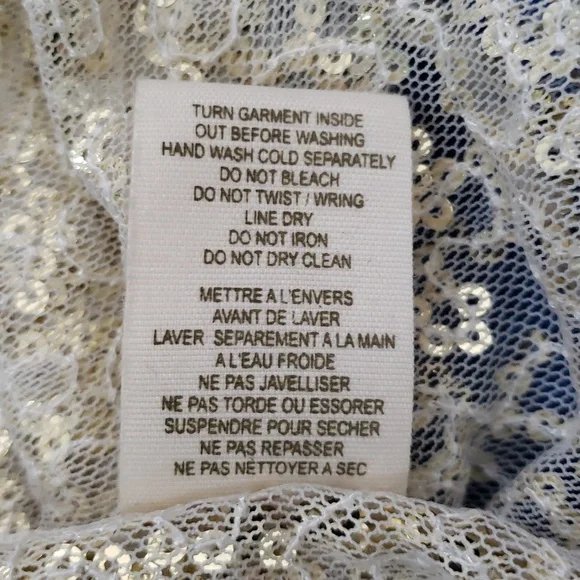 TURN GARMENT INSIDE
OUT BEFORE WASHING
HAND WASH COLD SEPARATELY
DO NOT BLEACH
DO NOT TWIST / WRING
LINE DRY
DO NOT IRON
DO NOT DRY CLEAN
METTRE A L'ENVERS
AVANT DE LAVER
LAVER SEPAREMENT A LA MAIN
A L'EAU FROIDE
NE PAS JAVELLISER
NE PAS TORDE OU ESSORER
SUSPENDRE POUR SECHER
NE PAS REPASSER
NE PAS NETTOYER A SEC